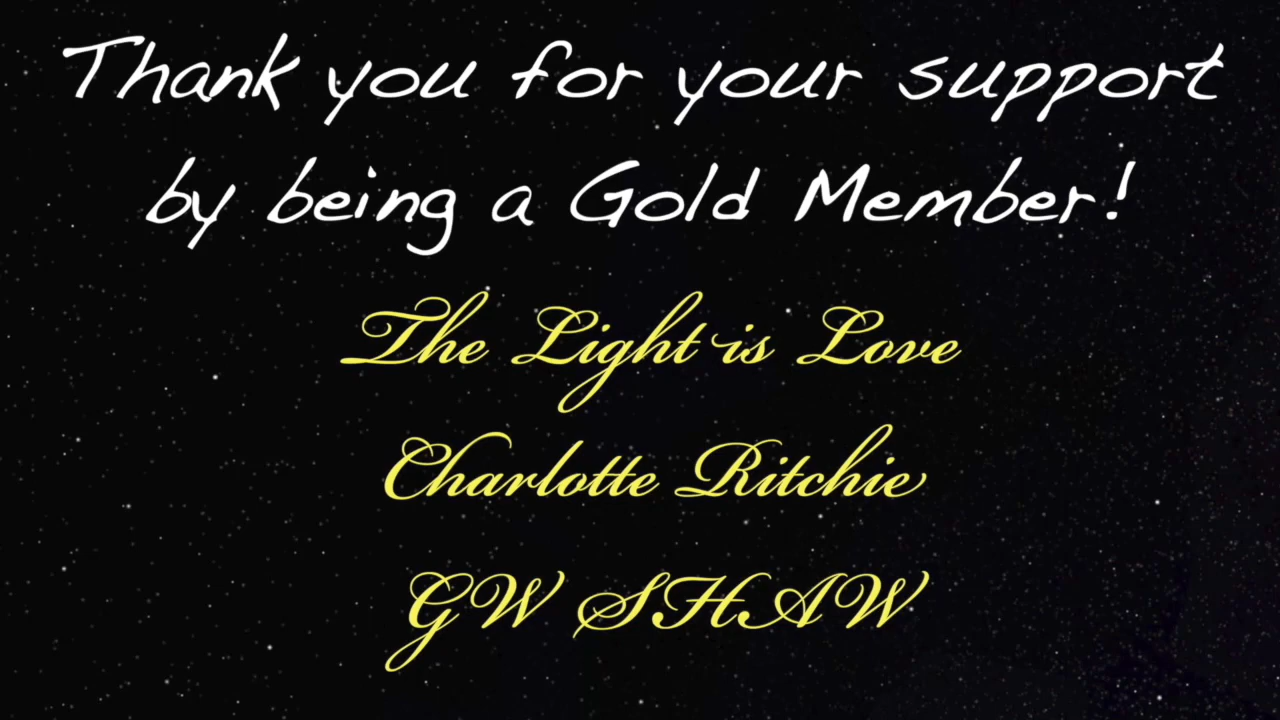 Thank you for your support
by being a Gold Member!
The Light is Love
Charlotte Ritchie
GW SHAW